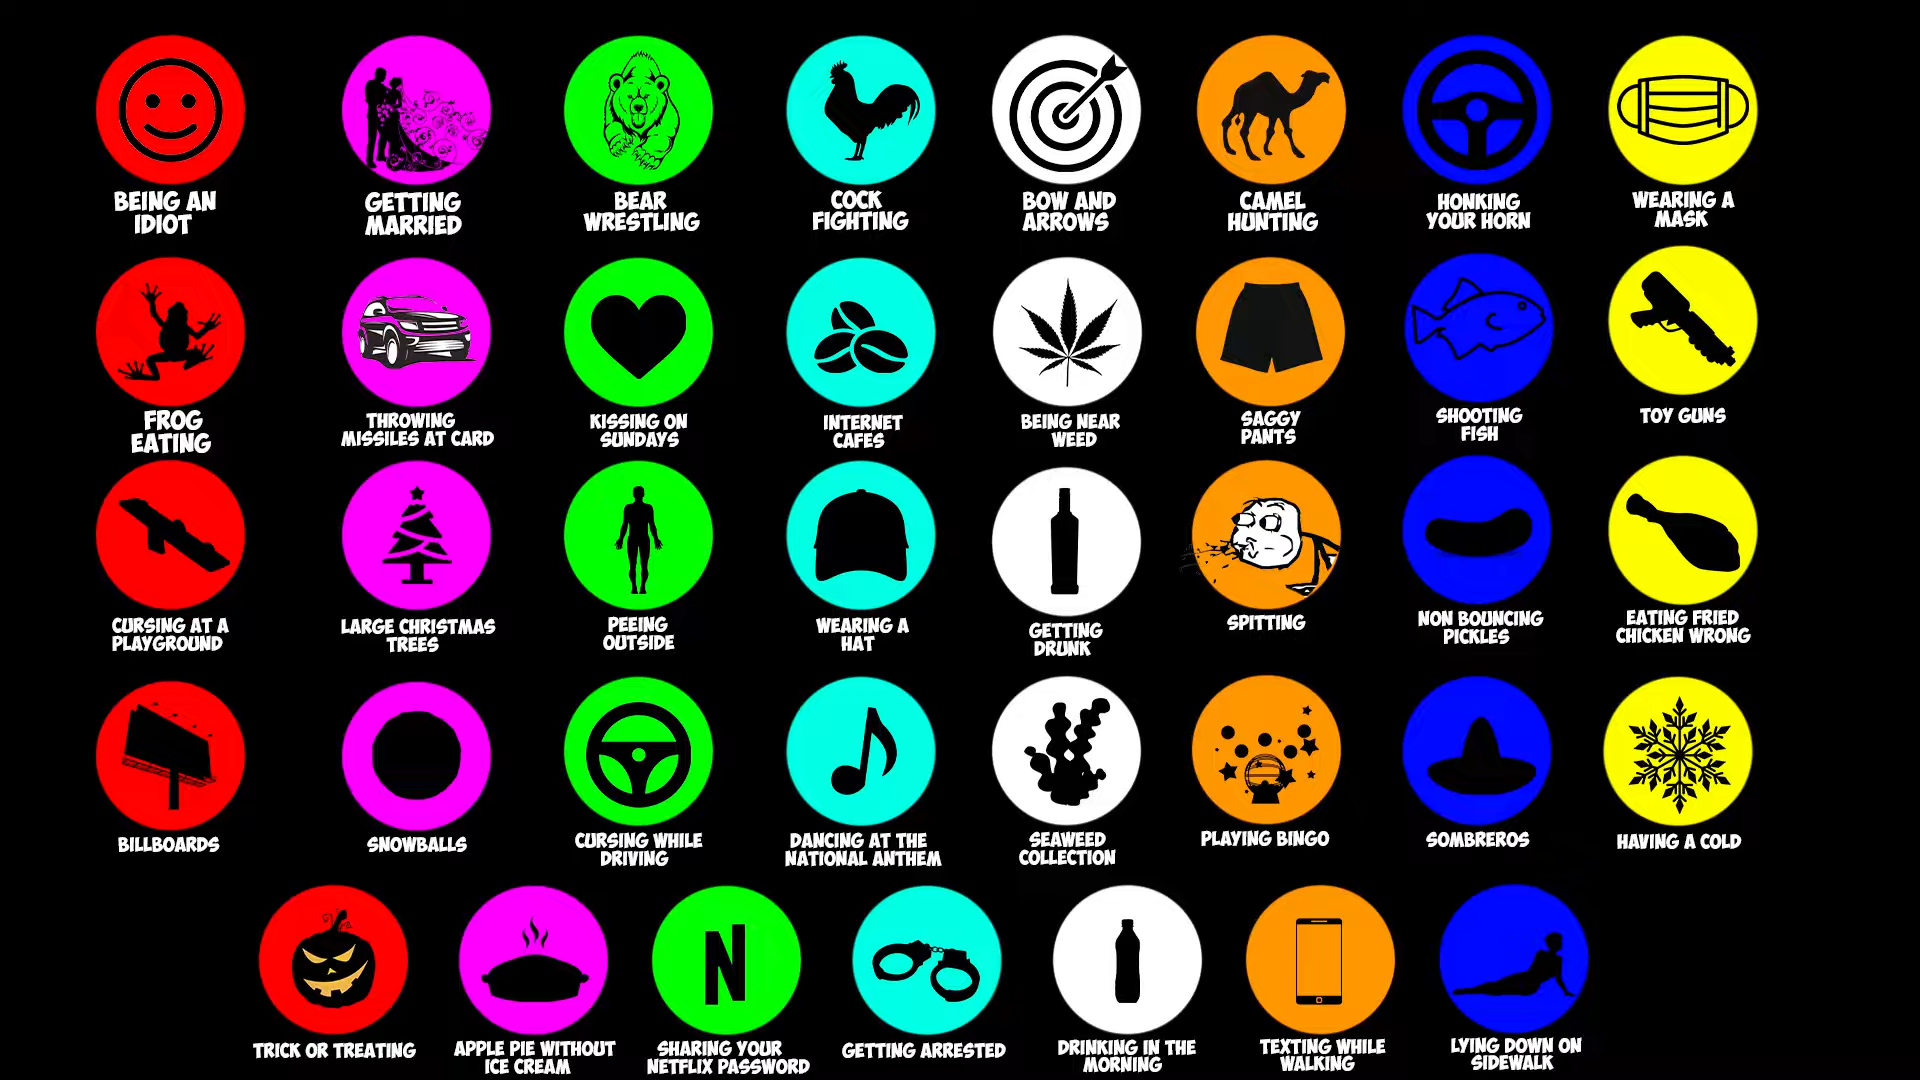 BEING AN
IDIOT
GETTING
MARRIED
BEAR
WRESTLING
COCK
FIGHTING
BOW AND
ARROWS
CAMEL
HUNTING
HONKING
YOUR HORN
WEARING A
MASK
FROG
EATING
THROWING
MISSILES AT CARD
KISSING ON
SUNDAYS
INTERNET
CAFES
BEING NEAR
WEED
SAGGY
PANTS
SHOOTING
FISH
TOY GUNS
CURSING AT A
PLAYGROUND
LARGE CHRISTMAS
TREES
PEEING
OUTSIDE
WEARING A
HAT
GETTING
DRUNK
SPITTING
NON BOUNCING
PICKLES
EATING FRIED
CHICKEN WRONG
BILLBOARDS
SNOWBALLS
CURSING WHILE
DRIVING
DANCING AT THE
NATIONAL ANTHEM
SEAWEED
COLLECTION
PLAYING BINGO
SOMBREROS
HAVING A COLD
TRICK OR TREATING
APPLE PIE WITHOUT
ICE CREAM
N
SHARING YOUR
NETFLIX PASSWORD
GETTING ARRESTED
DRINKING IN THE
MORNING
TEXTING WHILE
WALKING
LYING DOWN ON
SIDEWALK